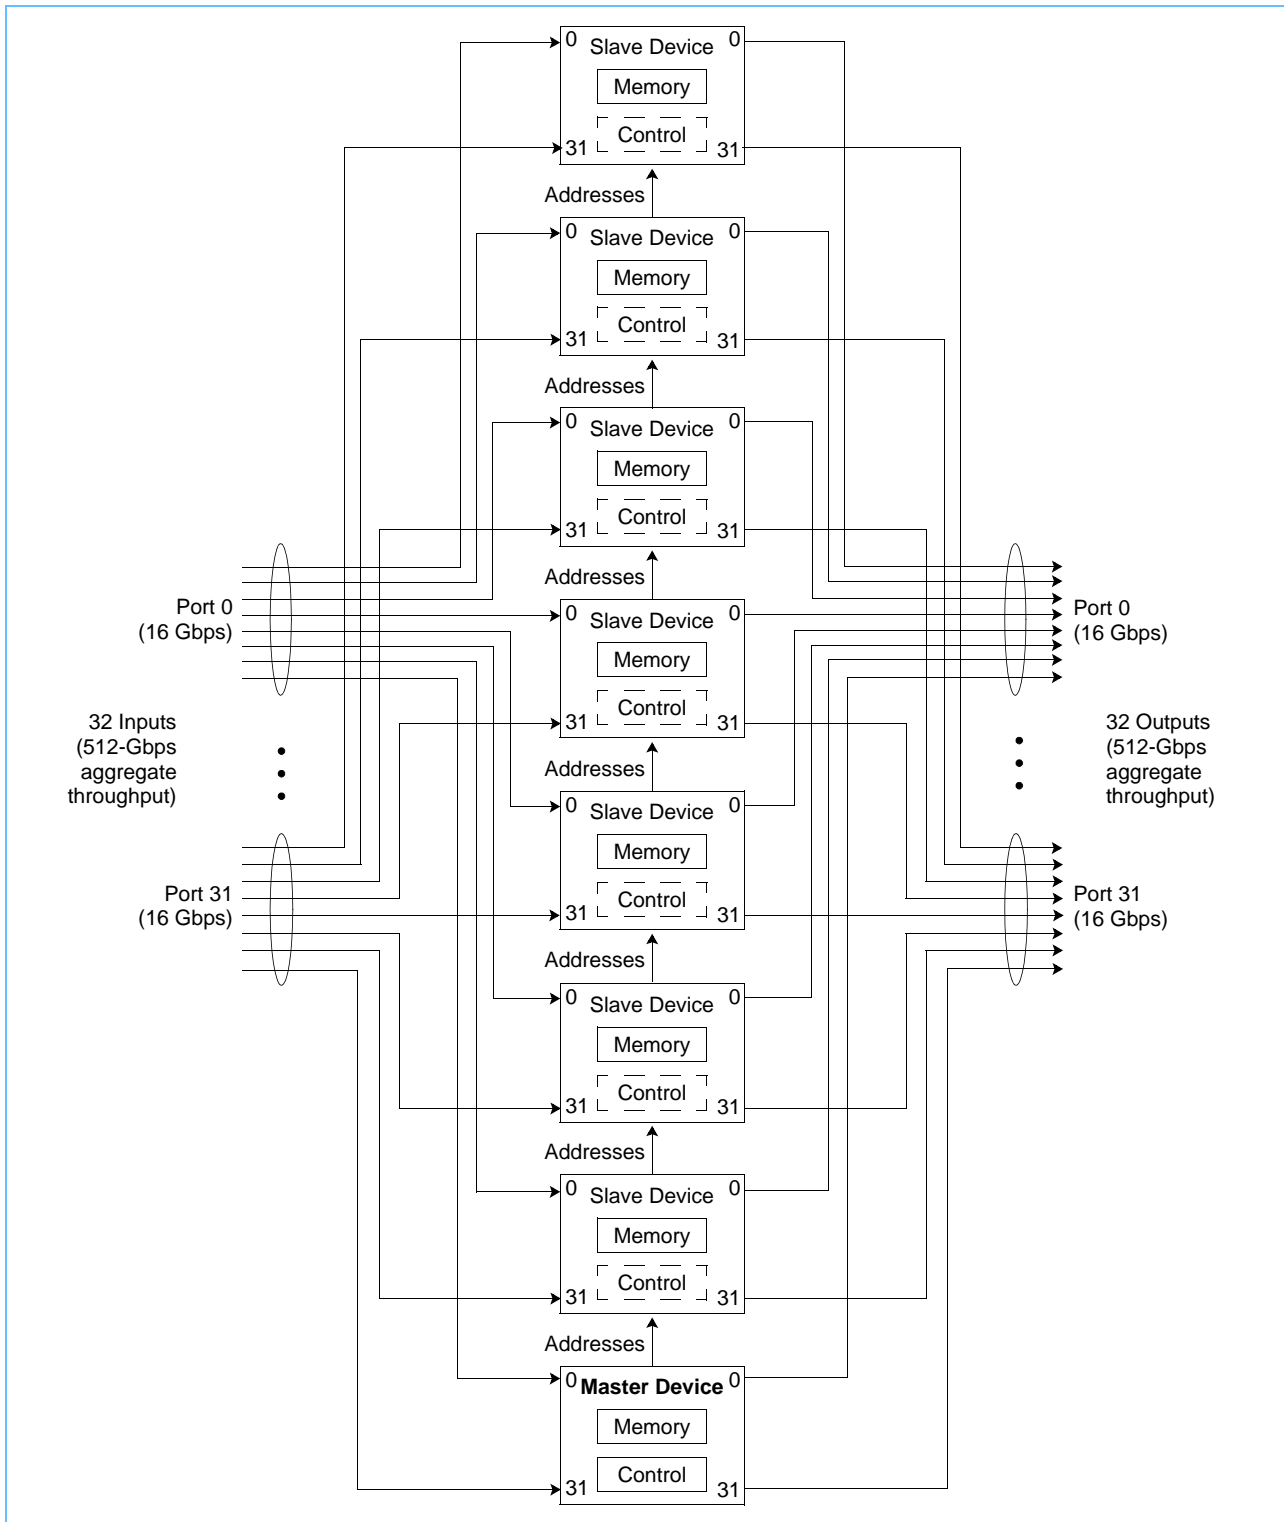 0 Slave Device 0
Memory
Control
31 31
Addresses
0 Slave Device 0
Memory
Control
31 31
Addresses
0 Slave Device 0
Memory
Control
31 31
Addresses
Port 0
(16 Gbps)
0 Slave Device 0
Memory
Control
31 31
Port 0
(16 Gbps)
32 Inputs
(512-Gbps
aggregate
throughput)
Addresses
32 Outputs
(512-Gbps
aggregate
throughput)
0 Slave Device 0
Memory
Control
31 31
Port 31
(16 Gbps)
Port 31
(16 Gbps)
Addresses
0 Slave Device 0
Memory
Control
31 31
Addresses
0 Slave Device 0
Memory
Control
31 31
Addresses
0 Master Device 0
Memory
Control
31 31